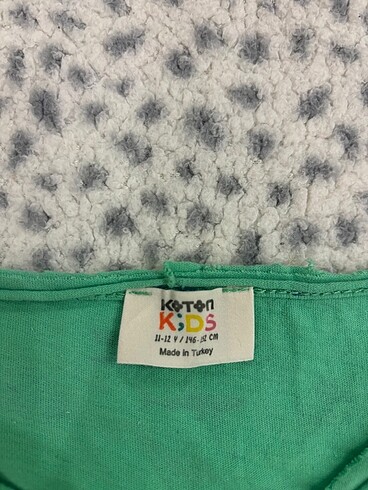 KOTON
KIDS
11-12 Y / 146-152 CM
Made in Turkey